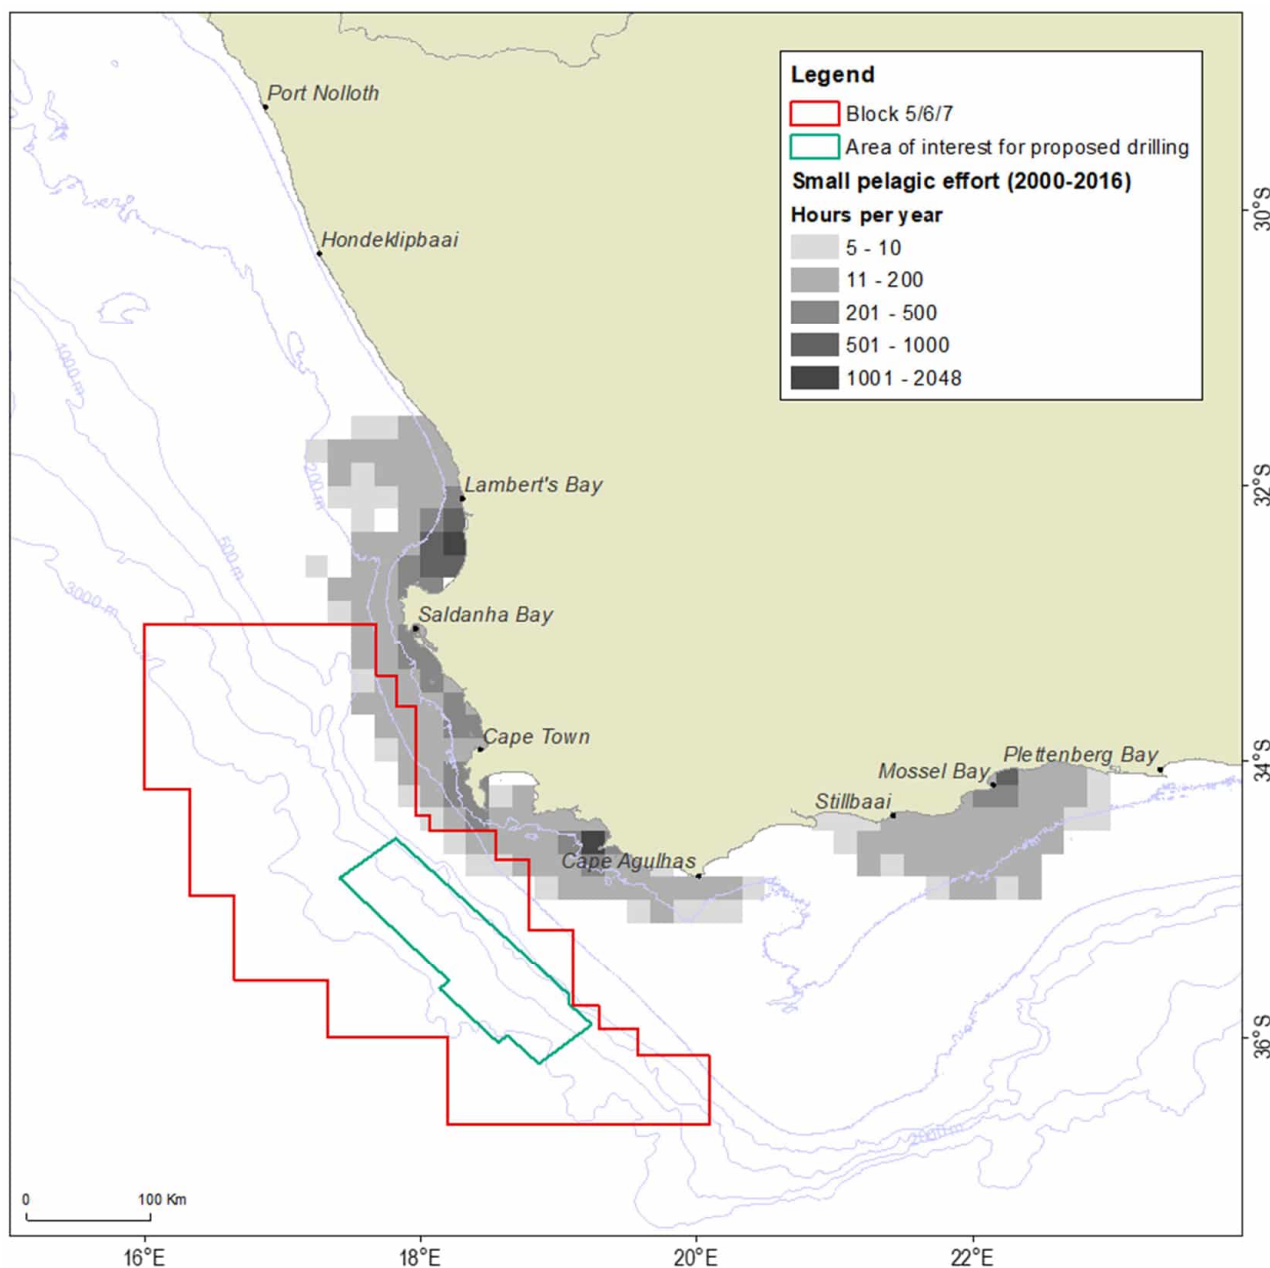 Port Nolloth
Legend
Block 5/6/7
Area of interest for proposed drilling
Small pelagic effort (2000-2016)
Hours per year
5 - 10
11 - 200
201 - 500
501 - 1000
1001 - 2048
30°S
Hondeklipbaai
1000 m
200 m
Lambert's Bay
32°S
500 m
3000 m
Saldanha Bay
Cape Town
Plettenberg Bay
50
34°S
Mossel Bay
Stillbaai
Cape Agulhas
36°S
2000 m
0
100 Km
16°E
18°E
20°E
22°E